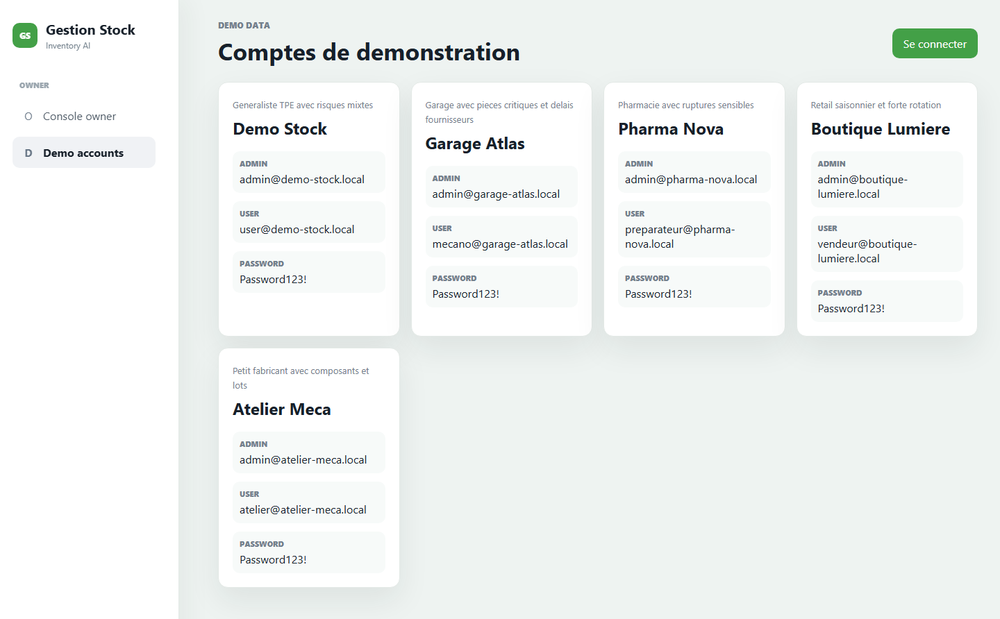 GS
Gestion Stock
Inventory AI
OWNER
O Console owner
D Demo accounts
DEMO DATA
Comptes de demonstration
Se connecter
Generaliste TPE avec risques mixtes
Demo Stock
ADMIN
admin@demo-stock.local
USER
user@demo-stock.local
PASSWORD
Password123!
Garage avec pieces critiques et delais
fournisseurs
Garage Atlas
ADMIN
admin@garage-atlas.local
USER
mecano@garage-atlas.local
PASSWORD
Password123!
Pharmacie avec ruptures sensibles
Pharma Nova
ADMIN
admin@pharma-nova.local
USER
preparateur@pharma-
nova.local
PASSWORD
Password123!
Retail saisonnier et forte rotation
Boutique Lumiere
ADMIN
admin@boutique-
lumiere.local
USER
vendeur@boutique-
lumiere.local
PASSWORD
Password123!
Petit fabricant avec composants et
lots
Atelier Meca
ADMIN
admin@atelier-meca.local
USER
atelier@atelier-meca.local
PASSWORD
Password123!